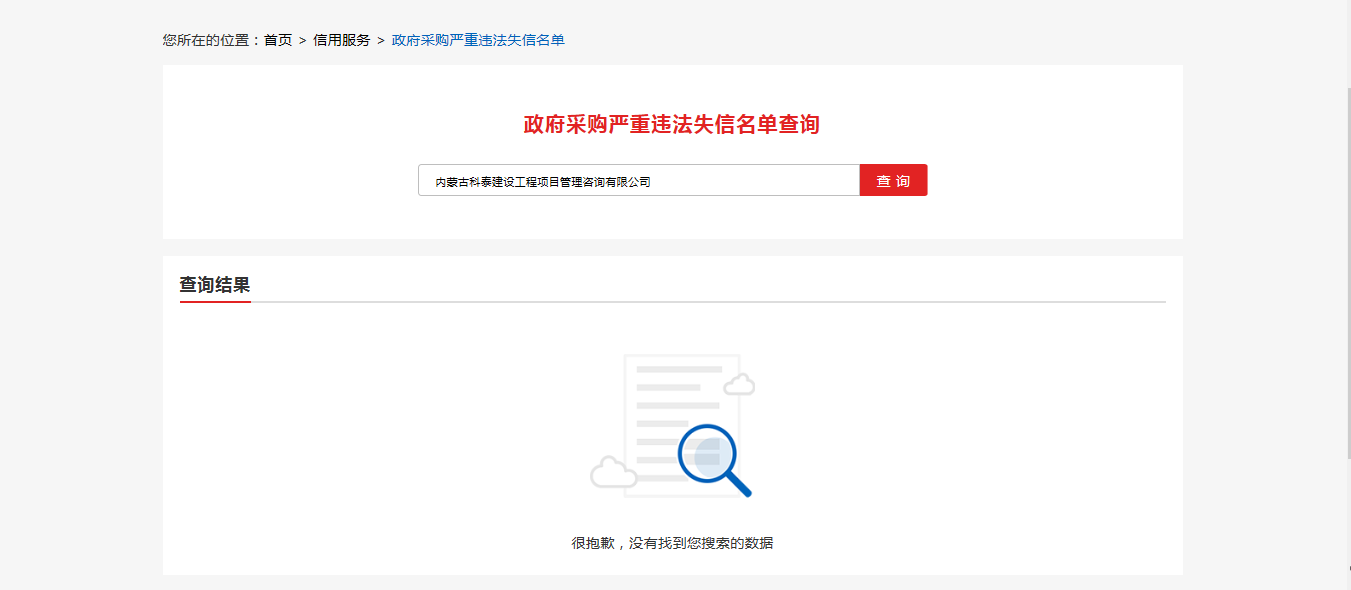 您所在的位置：首页 > 信用服务 > 政府采购严重违法失信名单
政府采购严重违法失信名单查询
内蒙古科泰建设工程项目管理咨询有限公司
查 询
查询结果
很抱歉，没有找到您搜索的数据